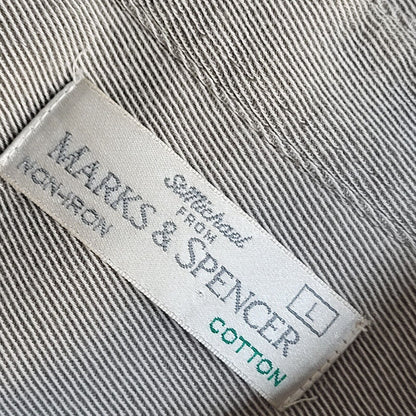 St Michael
FROM
MARKS & SPENCER
NON-IRON
COTTON
L